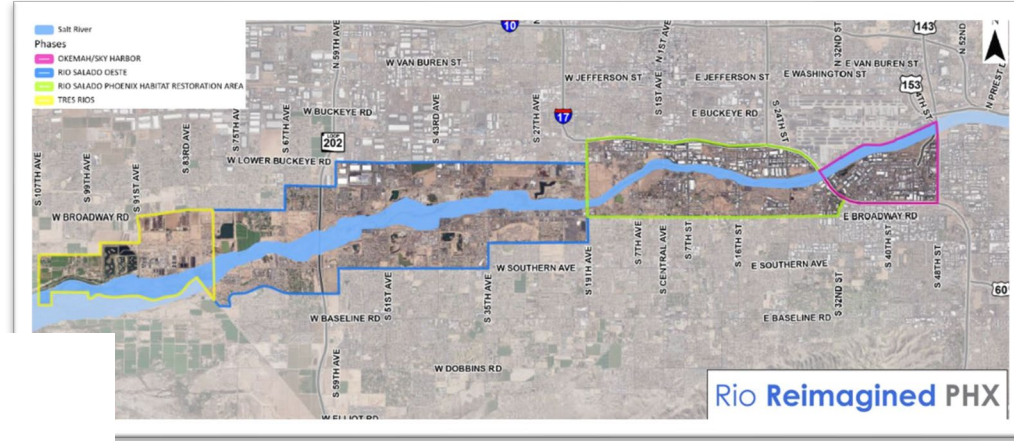 Salt River
Phases
OKEMAH/SKY HARBOR
RIO SALADO OESTE
RIO SALADO PHOENIX HABITAT RESTORATION AREA
TRES RIOS
S 107TH AVE
S 99TH AVE
S 91ST AVE
S 83RD AVE
S 75TH AVE
S 67TH AVE
N 59TH AVE
10
143
N 52ND
W VAN BUREN ST
N 1ST AVE
N 32ND ST
E VAN BUREN ST
W JEFFERSON ST
E JEFFERSON ST
E WASHINGTON ST
153
N PRIEST
W BUCKEYE RD
S 43RD AVE
S 27TH AVE
17
S 1ST AVE
E BUCKEYE RD
S 24TH ST
LOOP
202
W LOWER BUCKEYE RD
W BROADWAY RD
E BROADWAY RD
S 7TH AVE
S CENTRAL AVE
S 7TH ST
S 16TH ST
S 40TH ST
S 48TH ST
W SOUTHERN AVE
S 19TH AVE
E SOUTHERN AVE
S 51ST AVE
S 35TH AVE
S 32ND ST
60
W BASELINE RD
E BASELINE RD
S 59TH AVE
W DOBBINS RD
W ELLIOT RD
Rio Reimagined PHX